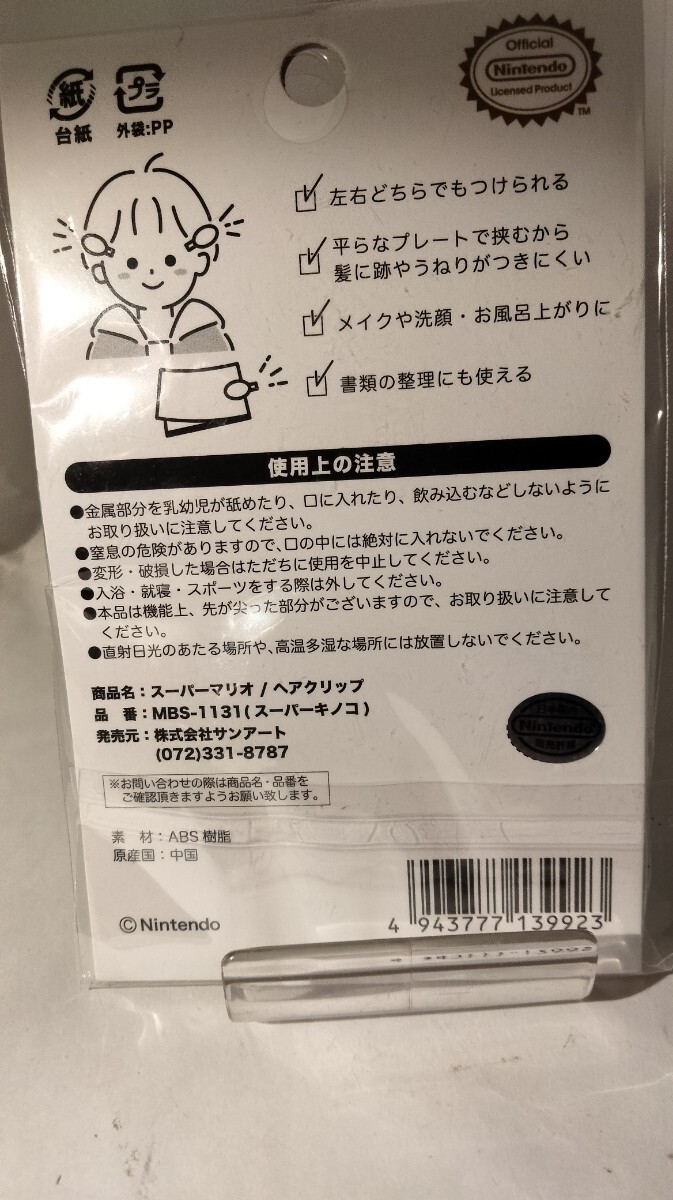 紙
台紙
プラ
外袋:PP
Official
Nintendo
Licensed Product
TM
左右どちらでもつけられる
平らなプレートで挟むから
髪に跡やうねりがつきにくい
メイクや洗顔・お風呂上がりに
書類の整理にも使える
使用上の注意
●金属部分を乳幼児が舐めたり、口に入れたり、飲み込むなどしないように
お取り扱いに注意してください。
●窒息の危険がありますので、口の中には絶対に入れないでください。
●変形・破損した場合はただちに使用を中止してください。
●入浴・就寝・スポーツをする際は外してください。
●本品は機能上、先が尖った部分がございますので、お取り扱いに注意して
ください。
●直射日光のあたる場所や、高温多湿な場所には放置しないでください。
商品名：スーパーマリオ / ヘアクリップ
品　番：MBS-1131(スーパーキノコ)
発売元：株式会社サンアート
(072)331-8787
Nintendo
※お問い合わせの際は商品名・品番を
ご確認頂きますようお願い致します。
素　材：ABS樹脂
原産国：中国
©Nintendo
4 943777 139923